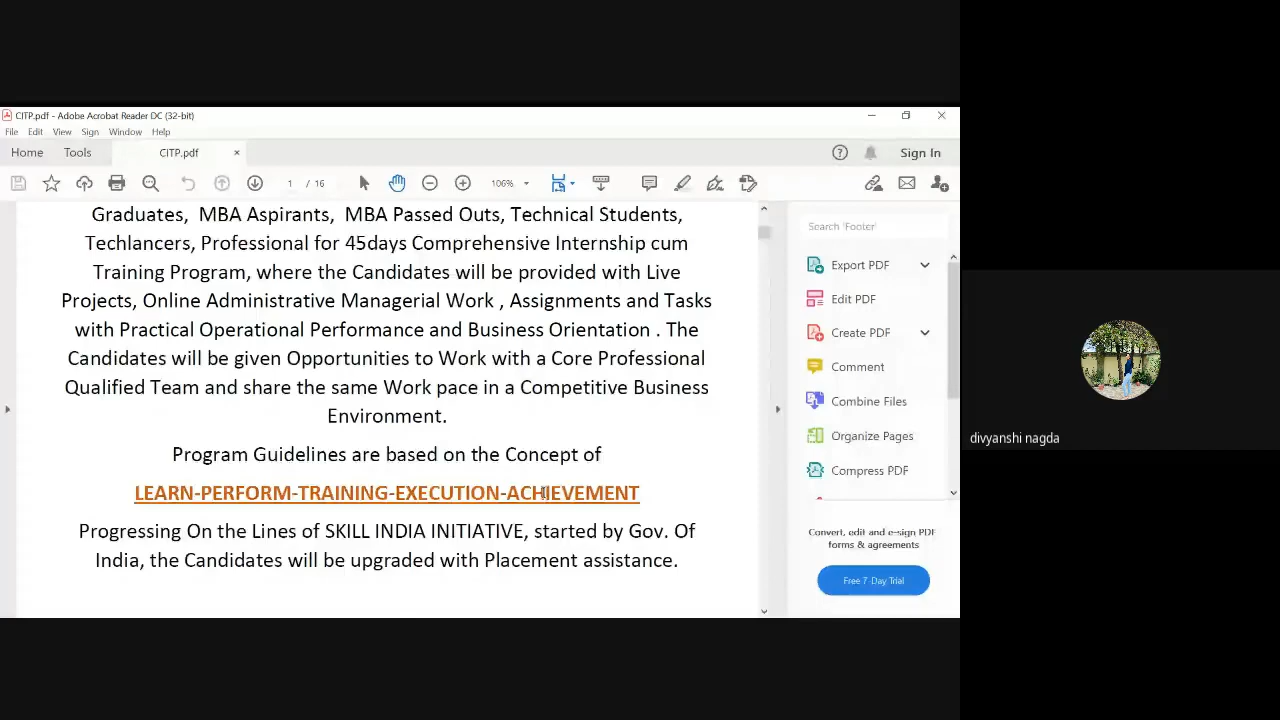 CITP.pdf - Adobe Acrobat Reader DC (32-bit)
File Edit View Sign Window Help
Home Tools CITP.pdf × Sign In
1 / 16 106%
Graduates, MBA Aspirants, MBA Passed Outs, Technical Students,
Techlancers, Professional for 45days Comprehensive Internship cum
Training Program, where the Candidates will be provided with Live
Projects, Online Administrative Managerial Work , Assignments and Tasks
with Practical Operational Performance and Business Orientation . The
Candidates will be given Opportunities to Work with a Core Professional
Qualified Team and share the same Work pace in a Competitive Business
Environment.
Program Guidelines are based on the Concept of
LEARN-PERFORM-TRAINING-EXECUTION-ACHIEVEMENT
Progressing On the Lines of SKILL INDIA INITIATIVE, started by Gov. Of
India, the Candidates will be upgraded with Placement assistance.
Search 'Footer'
Export PDF
Edit PDF
Create PDF
Comment
Combine Files
Organize Pages
Compress PDF
Convert, edit and e-sign PDF
forms & agreements
Free 7-Day Trial
divyanshi nagda